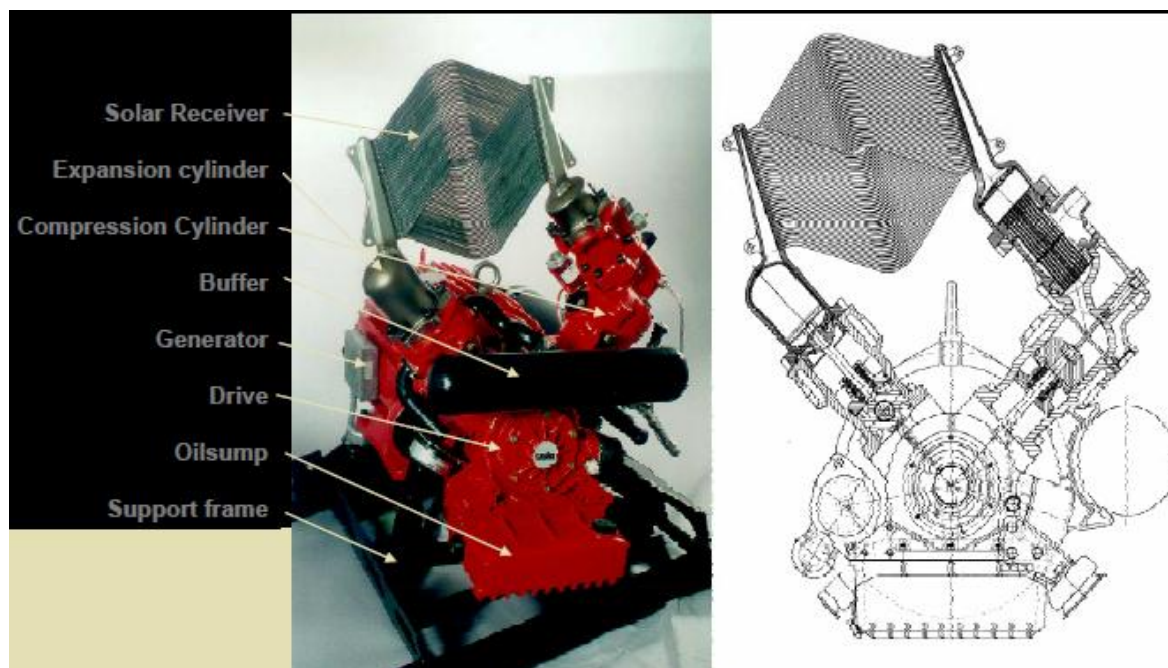 Solar Receiver
Expansion cylinder
Compression Cylinder
Buffer
Generator
Drive
Oilsump
Support frame